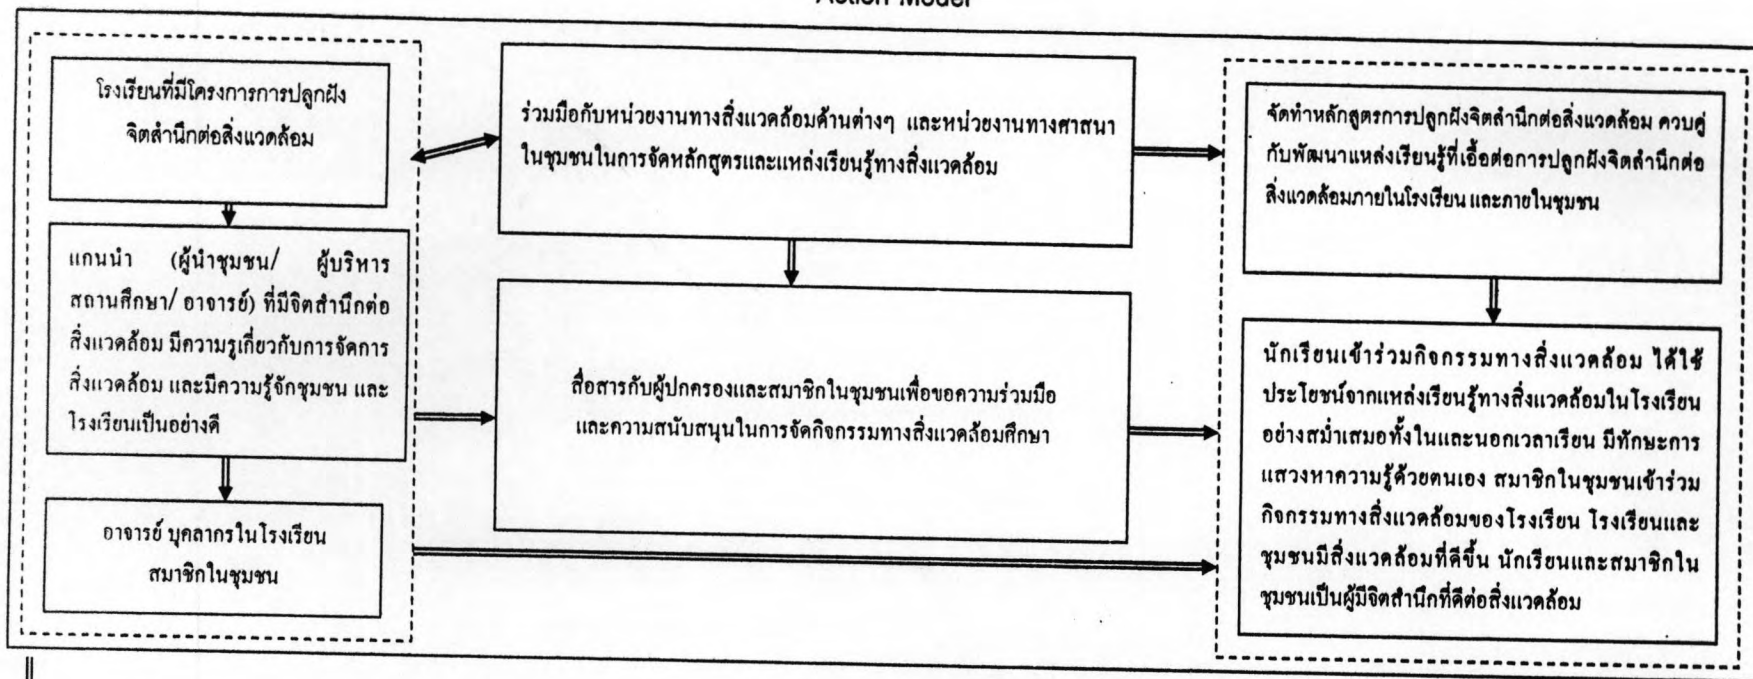 Action Model
โรงเรียนที่มีโครงการการปลูกฝัง
จิตสำนึกต่อสิ่งแวดล้อม
แกนนำ (ผู้นำชุมชน/ ผู้บริหาร
สถานศึกษา/ อาจารย์) ที่มีจิตสำนึกต่อ
สิ่งแวดล้อม มีความรู้เกี่ยวกับการจัดการ
สิ่งแวดล้อม และมีความรู้จักชุมชน และ
โรงเรียนเป็นอย่างดี
อาจารย์ บุคลากรในโรงเรียน
สมาชิกในชุมชน
ร่วมมือกับหน่วยงานทางสิ่งแวดล้อมด้านต่างๆ และหน่วยงานทางศาสนา
ในชุมชนในการจัดหลักสูตรและแหล่งเรียนรู้ทางสิ่งแวดล้อม
สื่อสารกับผู้ปกครองและสมาชิกในชุมชนเพื่อขอความร่วมมือ
และความสนับสนุนในการจัดกิจกรรมทางสิ่งแวดล้อมศึกษา
จัดทำหลักสูตรการปลูกฝังจิตสำนึกต่อสิ่งแวดล้อม ควบคู่
กับพัฒนาแหล่งเรียนรู้ที่เอื้อต่อการปลูกฝังจิตสำนึกต่อ
สิ่งแวดล้อมภายในโรงเรียน และภายในชุมชน
นักเรียนเข้าร่วมกิจกรรมทางสิ่งแวดล้อม ได้ใช้
ประโยชน์จากแหล่งเรียนรู้ทางสิ่งแวดล้อมในโรงเรียน
อย่างสม่ำเสมอทั้งในและนอกเวลาเรียน มีทักษะการ
แสวงหาความรู้ด้วยตนเอง สมาชิกในชุมชนเข้าร่วม
กิจกรรมทางสิ่งแวดล้อมของโรงเรียน โรงเรียนและ
ชุมชนมีสิ่งแวดล้อมที่ดีขึ้น นักเรียนและสมาชิกใน
ชุมชนเป็นผู้มีจิตสำนึกที่ดีต่อสิ่งแวดล้อม